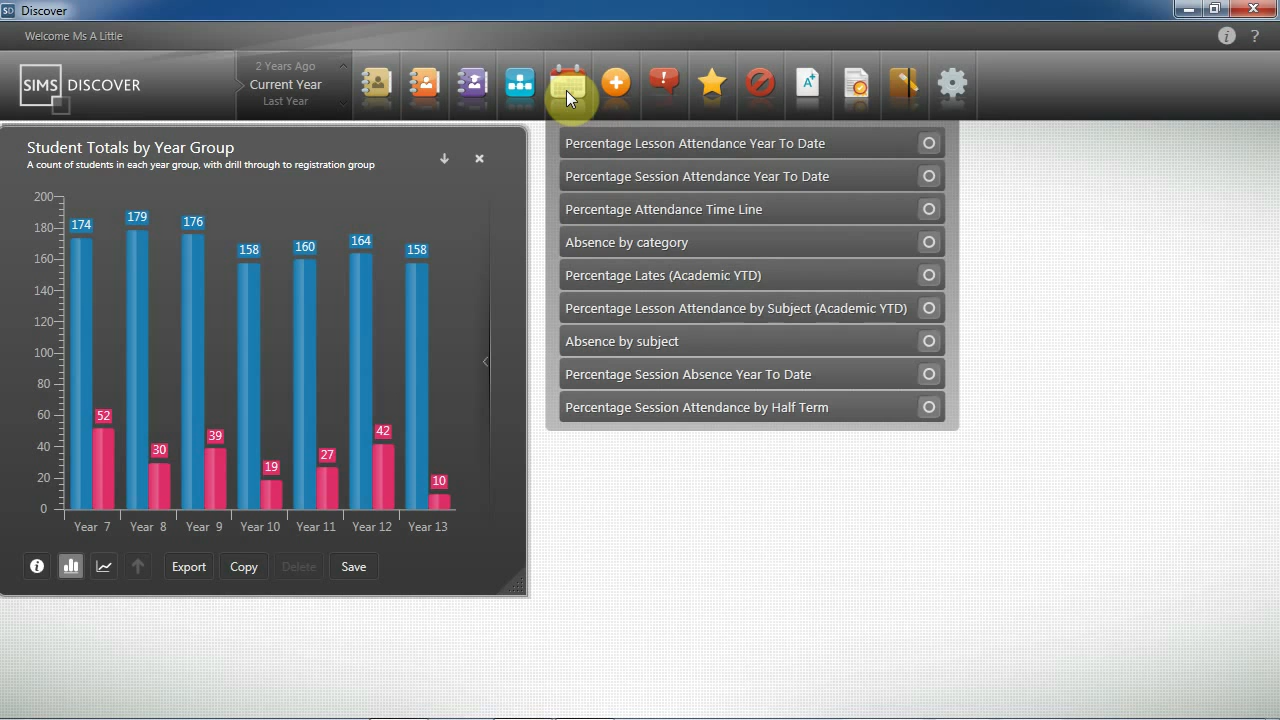 SD Discover
Welcome Ms A Little
i ?
SIMS DISCOVER
2 Years Ago
Current Year
Last Year
A+
Student Totals by Year Group
A count of students in each year group, with drill through to registration group
200
180
160
140
120
100
80
60
40
20
0
174
179
176
158
160
164
158
52
30
39
19
27
42
10
Year 7 Year 8 Year 9 Year 10 Year 11 Year 12 Year 13
i Export Copy Delete Save
Percentage Lesson Attendance Year To Date
Percentage Session Attendance Year To Date
Percentage Attendance Time Line
Absence by category
Percentage Lates (Academic YTD)
Percentage Lesson Attendance by Subject (Academic YTD)
Absence by subject
Percentage Session Absence Year To Date
Percentage Session Attendance by Half Term